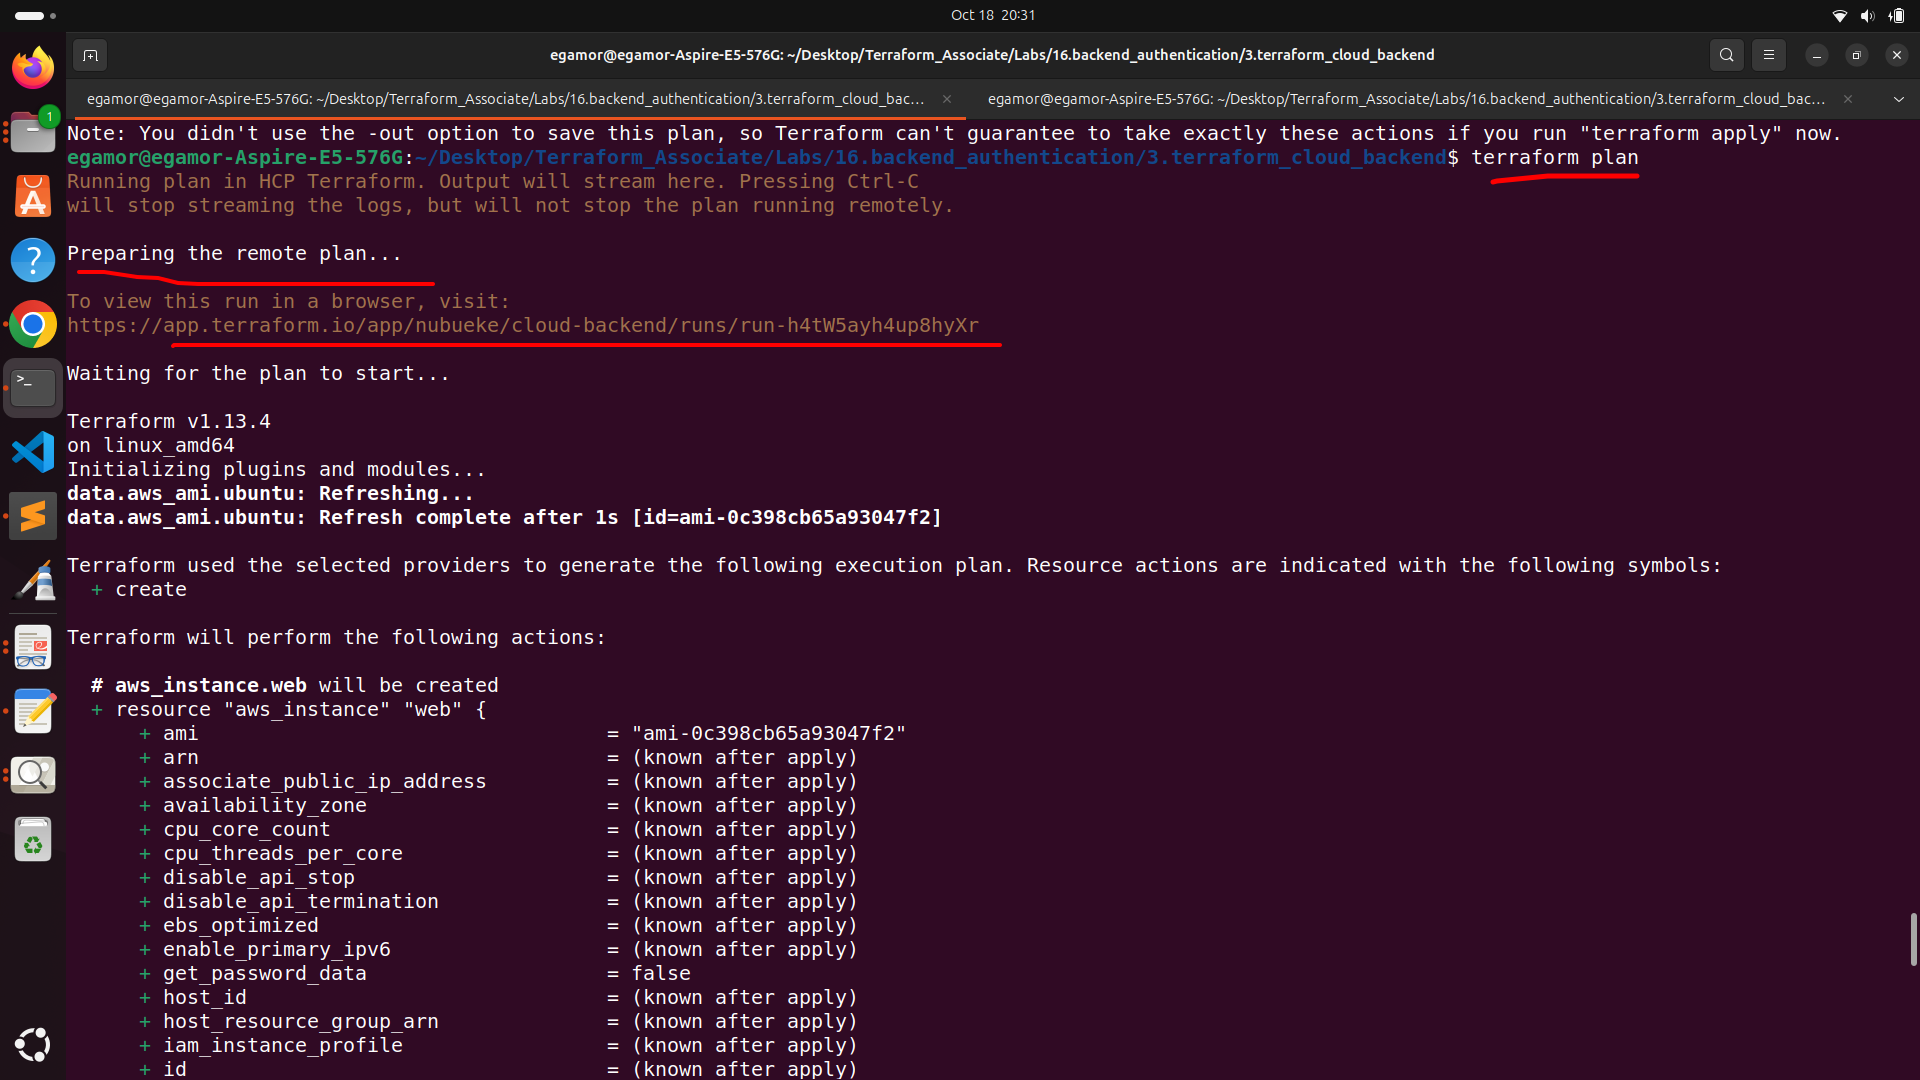 Oct 18 20:31
egamor@egamor-Aspire-E5-576G: ~/Desktop/Terraform_Associate/Labs/16.backend_authentication/3.terraform_cloud_backend
egamor@egamor-Aspire-E5-576G: ~/Desktop/Terraform_Associate/Labs/16.backend_authentication/3.terraform_cloud_bac...
egamor@egamor-Aspire-E5-576G: ~/Desktop/Terraform_Associate/Labs/16.backend_authentication/3.terraform_cloud_bac...
1
Note: You didn't use the -out option to save this plan, so Terraform can't guarantee to take exactly these actions if you run "terraform apply" now.
egamor@egamor-Aspire-E5-576G:~/Desktop/Terraform_Associate/Labs/16.backend_authentication/3.terraform_cloud_backend$ terraform plan
Running plan in HCP Terraform. Output will stream here. Pressing Ctrl-C
will stop streaming the logs, but will not stop the plan running remotely.
Preparing the remote plan...
To view this run in a browser, visit:
https://app.terraform.io/app/nubueke/cloud-backend/runs/run-h4tW5ayh4up8hyXr
Waiting for the plan to start...
Terraform v1.13.4
on linux_amd64
Initializing plugins and modules...
data.aws_ami.ubuntu: Refreshing...
data.aws_ami.ubuntu: Refresh complete after 1s [id=ami-0c398cb65a93047f2]
Terraform used the selected providers to generate the following execution plan. Resource actions are indicated with the following symbols:
+ create
Terraform will perform the following actions:
# aws_instance.web will be created
+ resource "aws_instance" "web" {
+ ami = "ami-0c398cb65a93047f2"
+ arn = (known after apply)
+ associate_public_ip_address = (known after apply)
+ availability_zone = (known after apply)
+ cpu_core_count = (known after apply)
+ cpu_threads_per_core = (known after apply)
+ disable_api_stop = (known after apply)
+ disable_api_termination = (known after apply)
+ ebs_optimized = (known after apply)
+ enable_primary_ipv6 = (known after apply)
+ get_password_data = false
+ host_id = (known after apply)
+ host_resource_group_arn = (known after apply)
+ iam_instance_profile = (known after apply)
+ id = (known after apply)